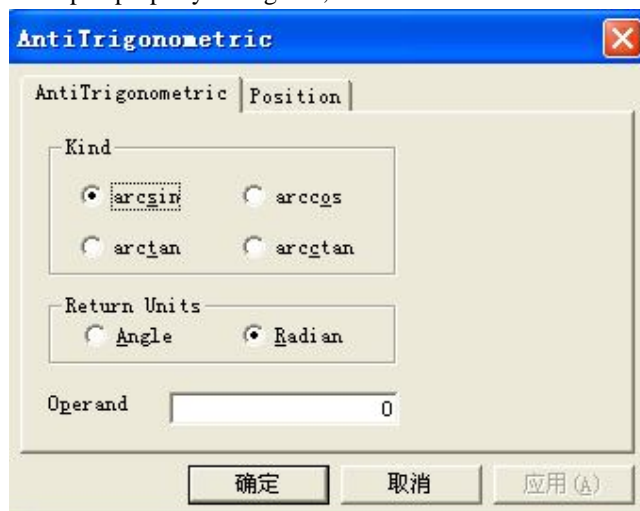 AntiTrigonometric
AntiTrigonometric Position
Kind
arcsin arccos
arctan arcctan
Return Units
Angle Radian
Operand 0
确定 取消 应用(A)